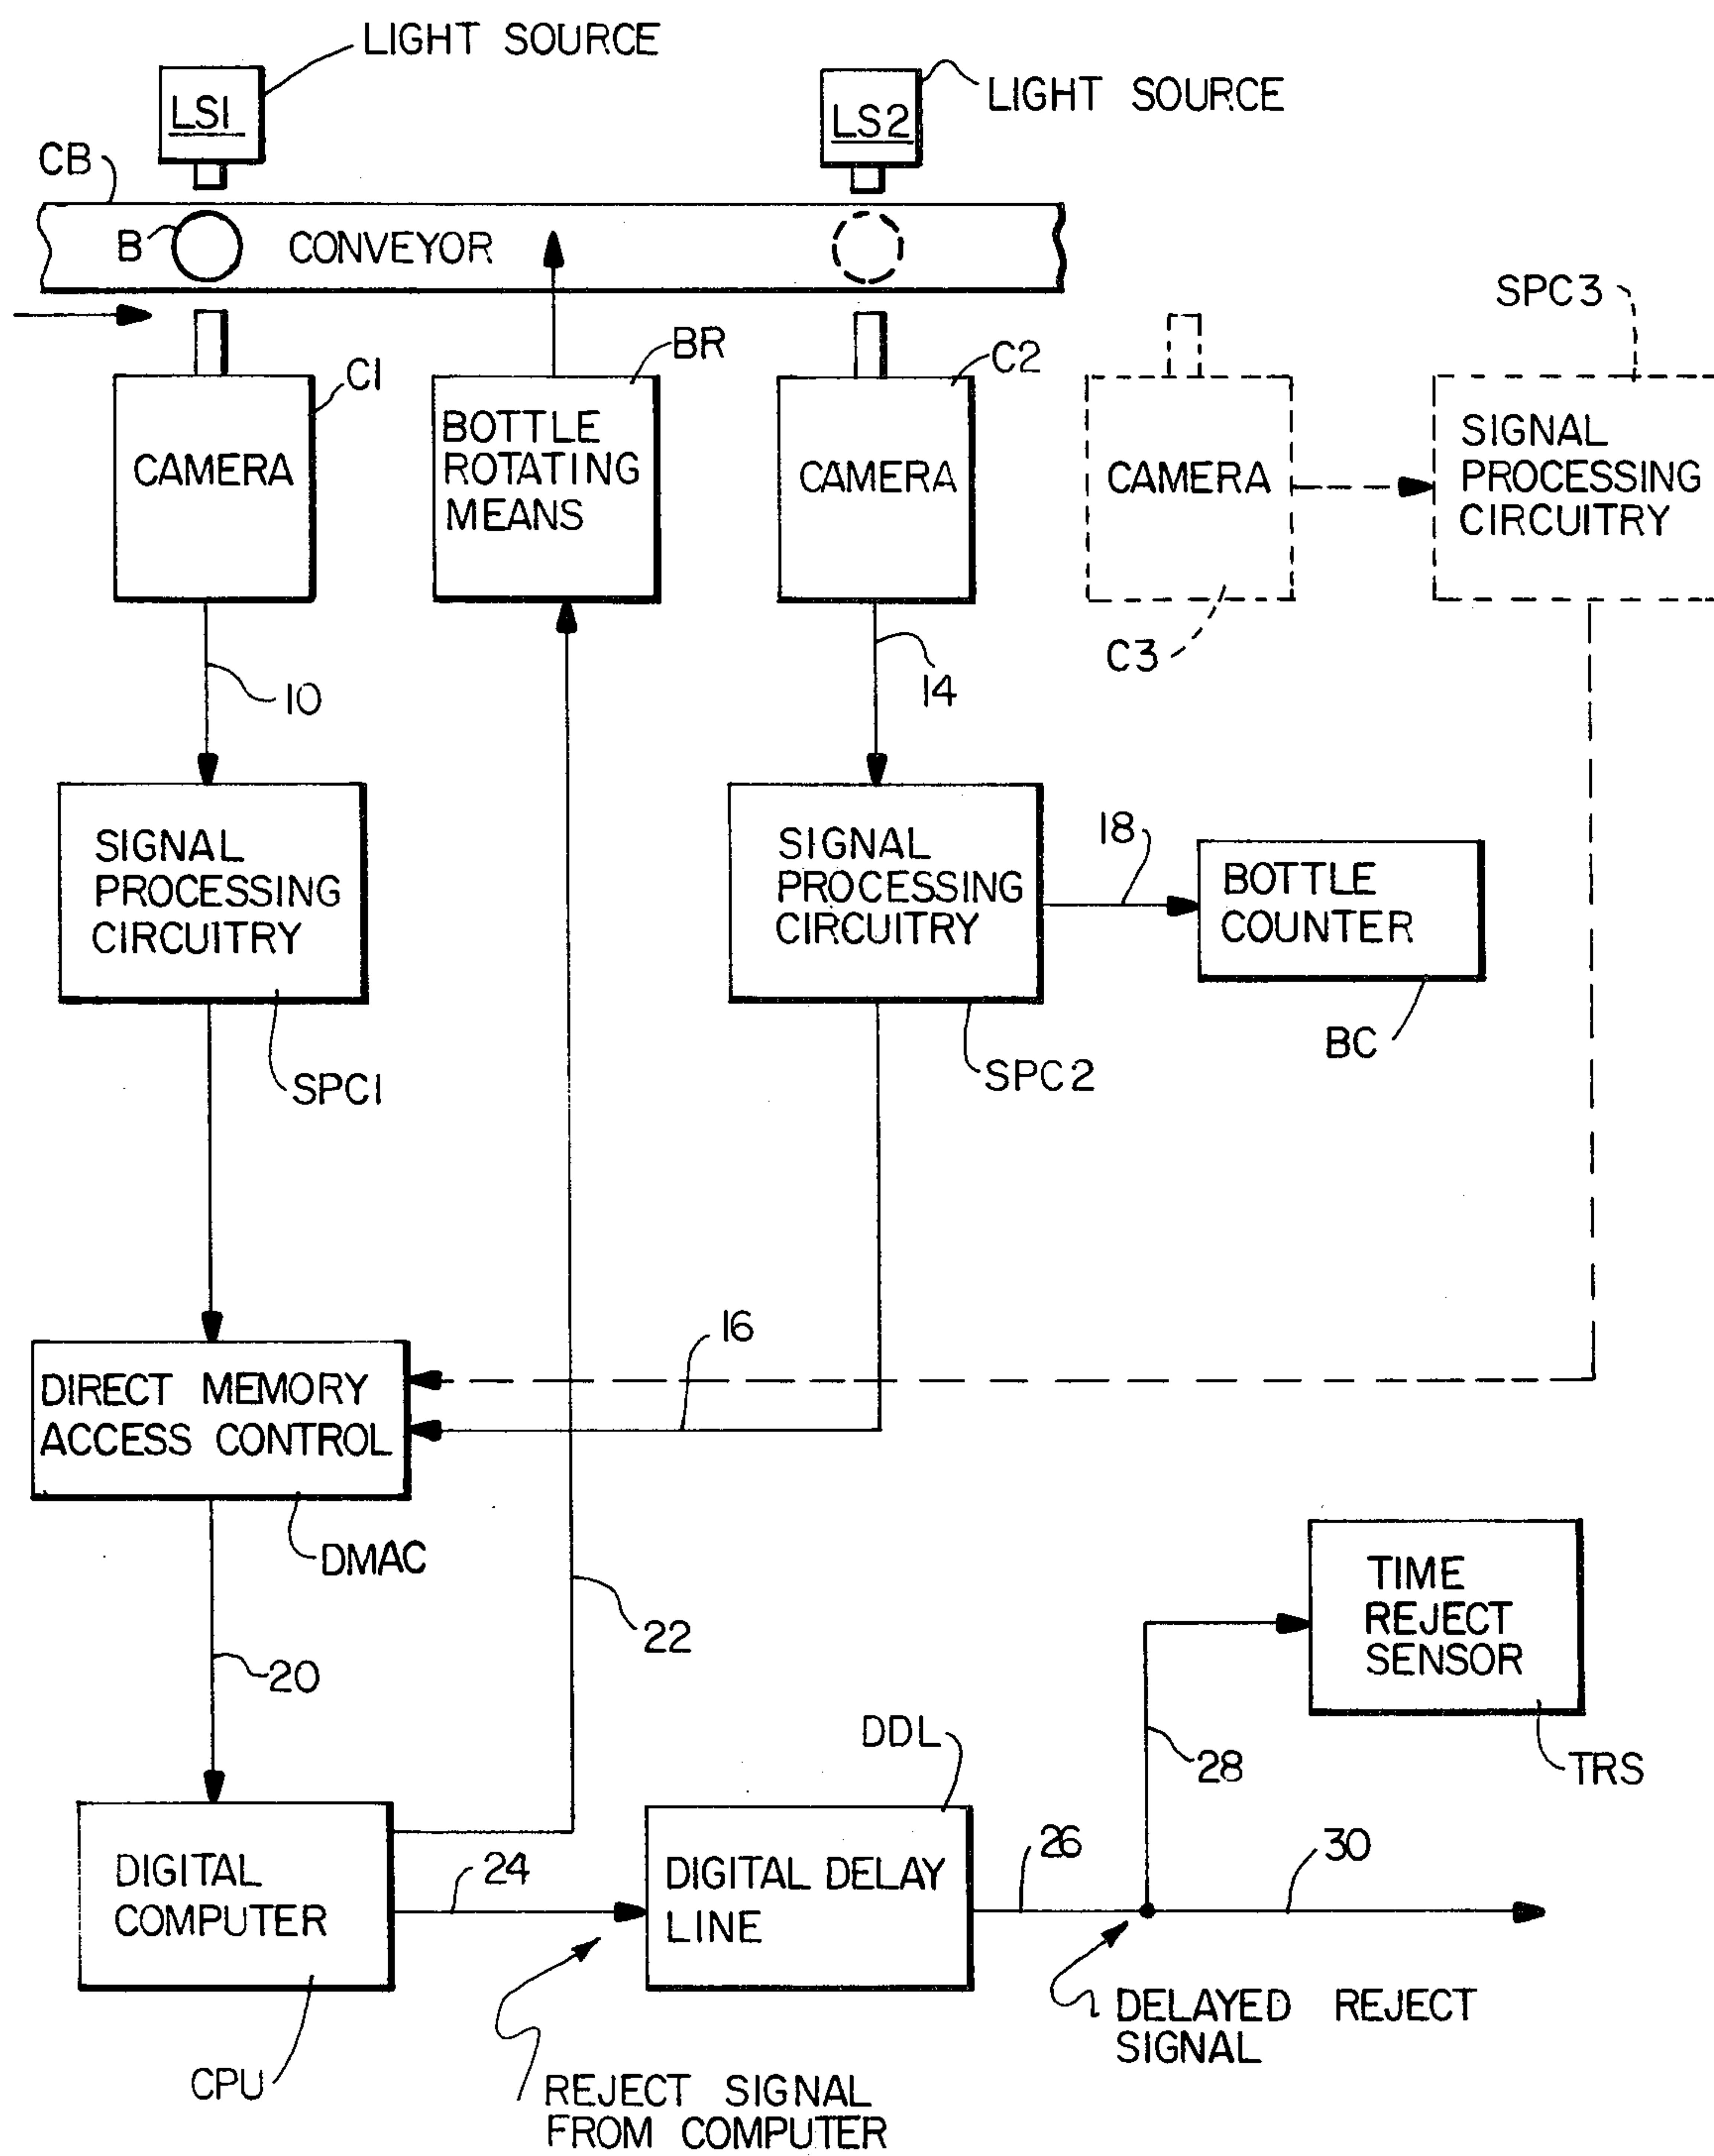 LIGHT SOURCE
LS1
LIGHT SOURCE
LS2
CB
B
CONVEYOR
SPC3
C1
BR
C2
CAMERA
BOTTLE
ROTATING
MEANS
CAMERA
CAMERA
SIGNAL
PROCESSING
CIRCUITRY
C3
10
14
SIGNAL
PROCESSING
CIRCUITRY
SIGNAL
PROCESSING
CIRCUITRY
18
BOTTLE
COUNTER
SPC1
SPC2
BC
16
DIRECT MEMORY
ACCESS CONTROL
DMAC
20
22
TIME
REJECT
SENSOR
TRS
DDL
28
DIGITAL
COMPUTER
24
DIGITAL DELAY
LINE
26
30
CPU
REJECT SIGNAL
FROM COMPUTER
DELAYED REJECT
SIGNAL